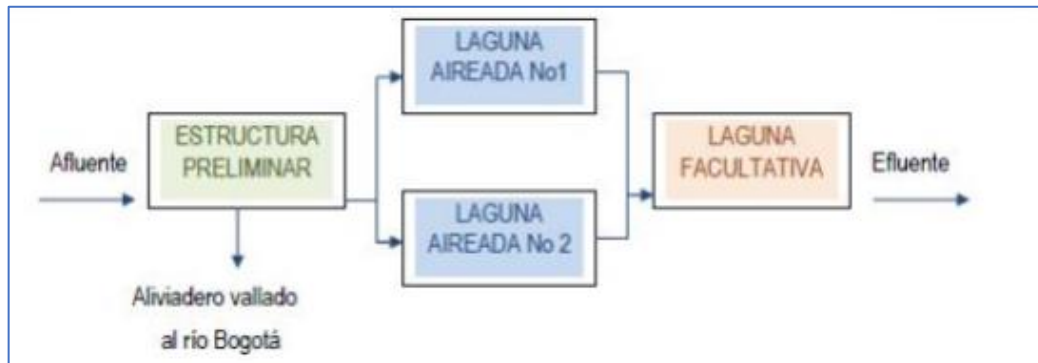 LAGUNA
AIREADA No1
Afluente
ESTRUCTURA
PRELIMINAR
LAGUNA
FACULTATIVA
Efluente
LAGUNA
AIREADA No 2
Aliviadero vallado
al río Bogotá